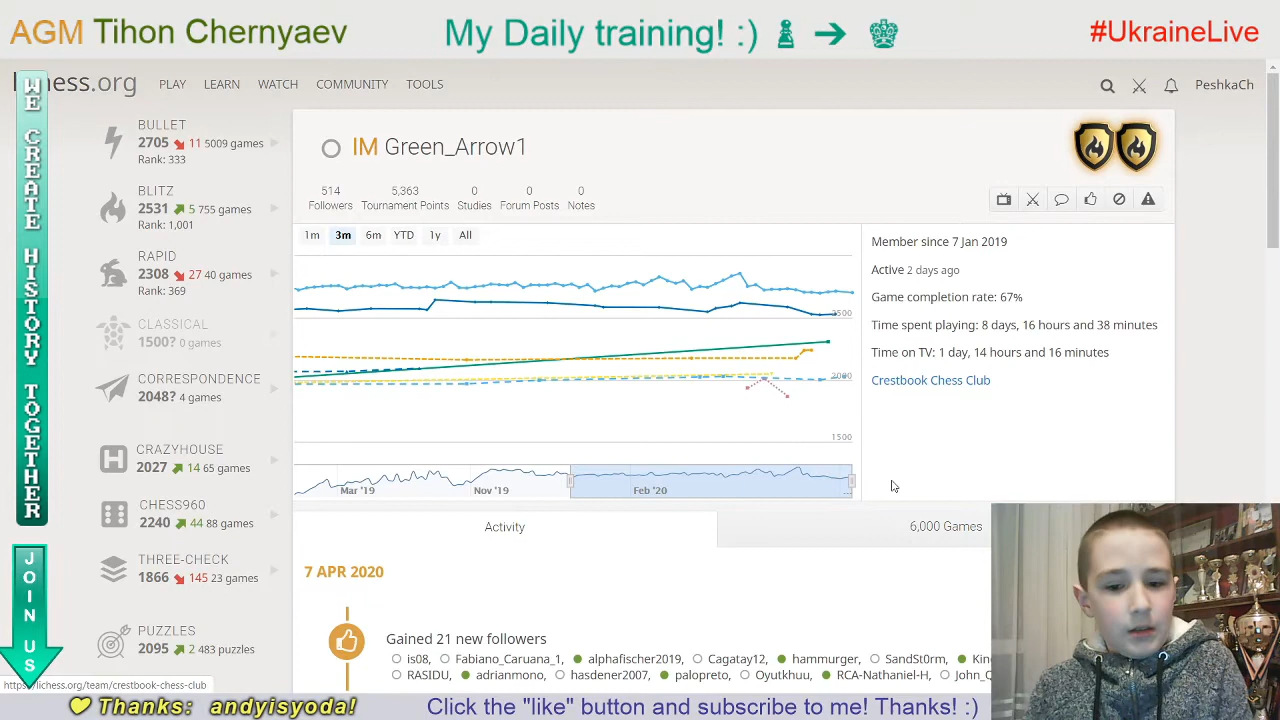 AGM Tihon Chernyaev
My Daily training! :)
#UkraineLive
WE CREATE HISTORY TOGETHER
JOIN US
hess.org
PLAY LEARN WATCH COMMUNITY TOOLS
PeshkaCh
BULLET
2705 11 5009 games
Rank: 333
BLITZ
2531 5 755 games
Rank: 1,001
RAPID
2308 27 40 games
Rank: 369
CLASSICAL
1500? 0 games
CORRESPONDENCE
2048? 4 games
CRAZYHOUSE
2027 14 65 games
CHESS960
2240 44 88 games
THREE-CHECK
1866 145 23 games
PUZZLES
2095 2 483 puzzles
https://lichess.org/team/crestbook-chess-club
IM Green_Arrow1
514 5,363 0 0 0
Followers Tournament Points Studies Forum Posts Notes
1m 3m 6m YTD 1y All
2500
2000
1500
Mar '19 Nov '19 Feb '20 ...
Member since 7 Jan 2019
Active 2 days ago
Game completion rate: 67%
Time spent playing: 8 days, 16 hours and 38 minutes
Time on TV: 1 day, 14 hours and 16 minutes
Crestbook Chess Club
Activity
6,000 Games
7 APR 2020
Gained 21 new followers
is08, Fabiano_Caruana_1, alphafischer2019, Cagatay12, hammurger, SandSt0rm, Kin
RASIDU, adrianmono, hasdener2007, palopreto, Oyutkhuu, RCA-Nathaniel-H, John_
Thanks: andyisyoda!
Click the "like" button and subscribe to me! Thanks! :)